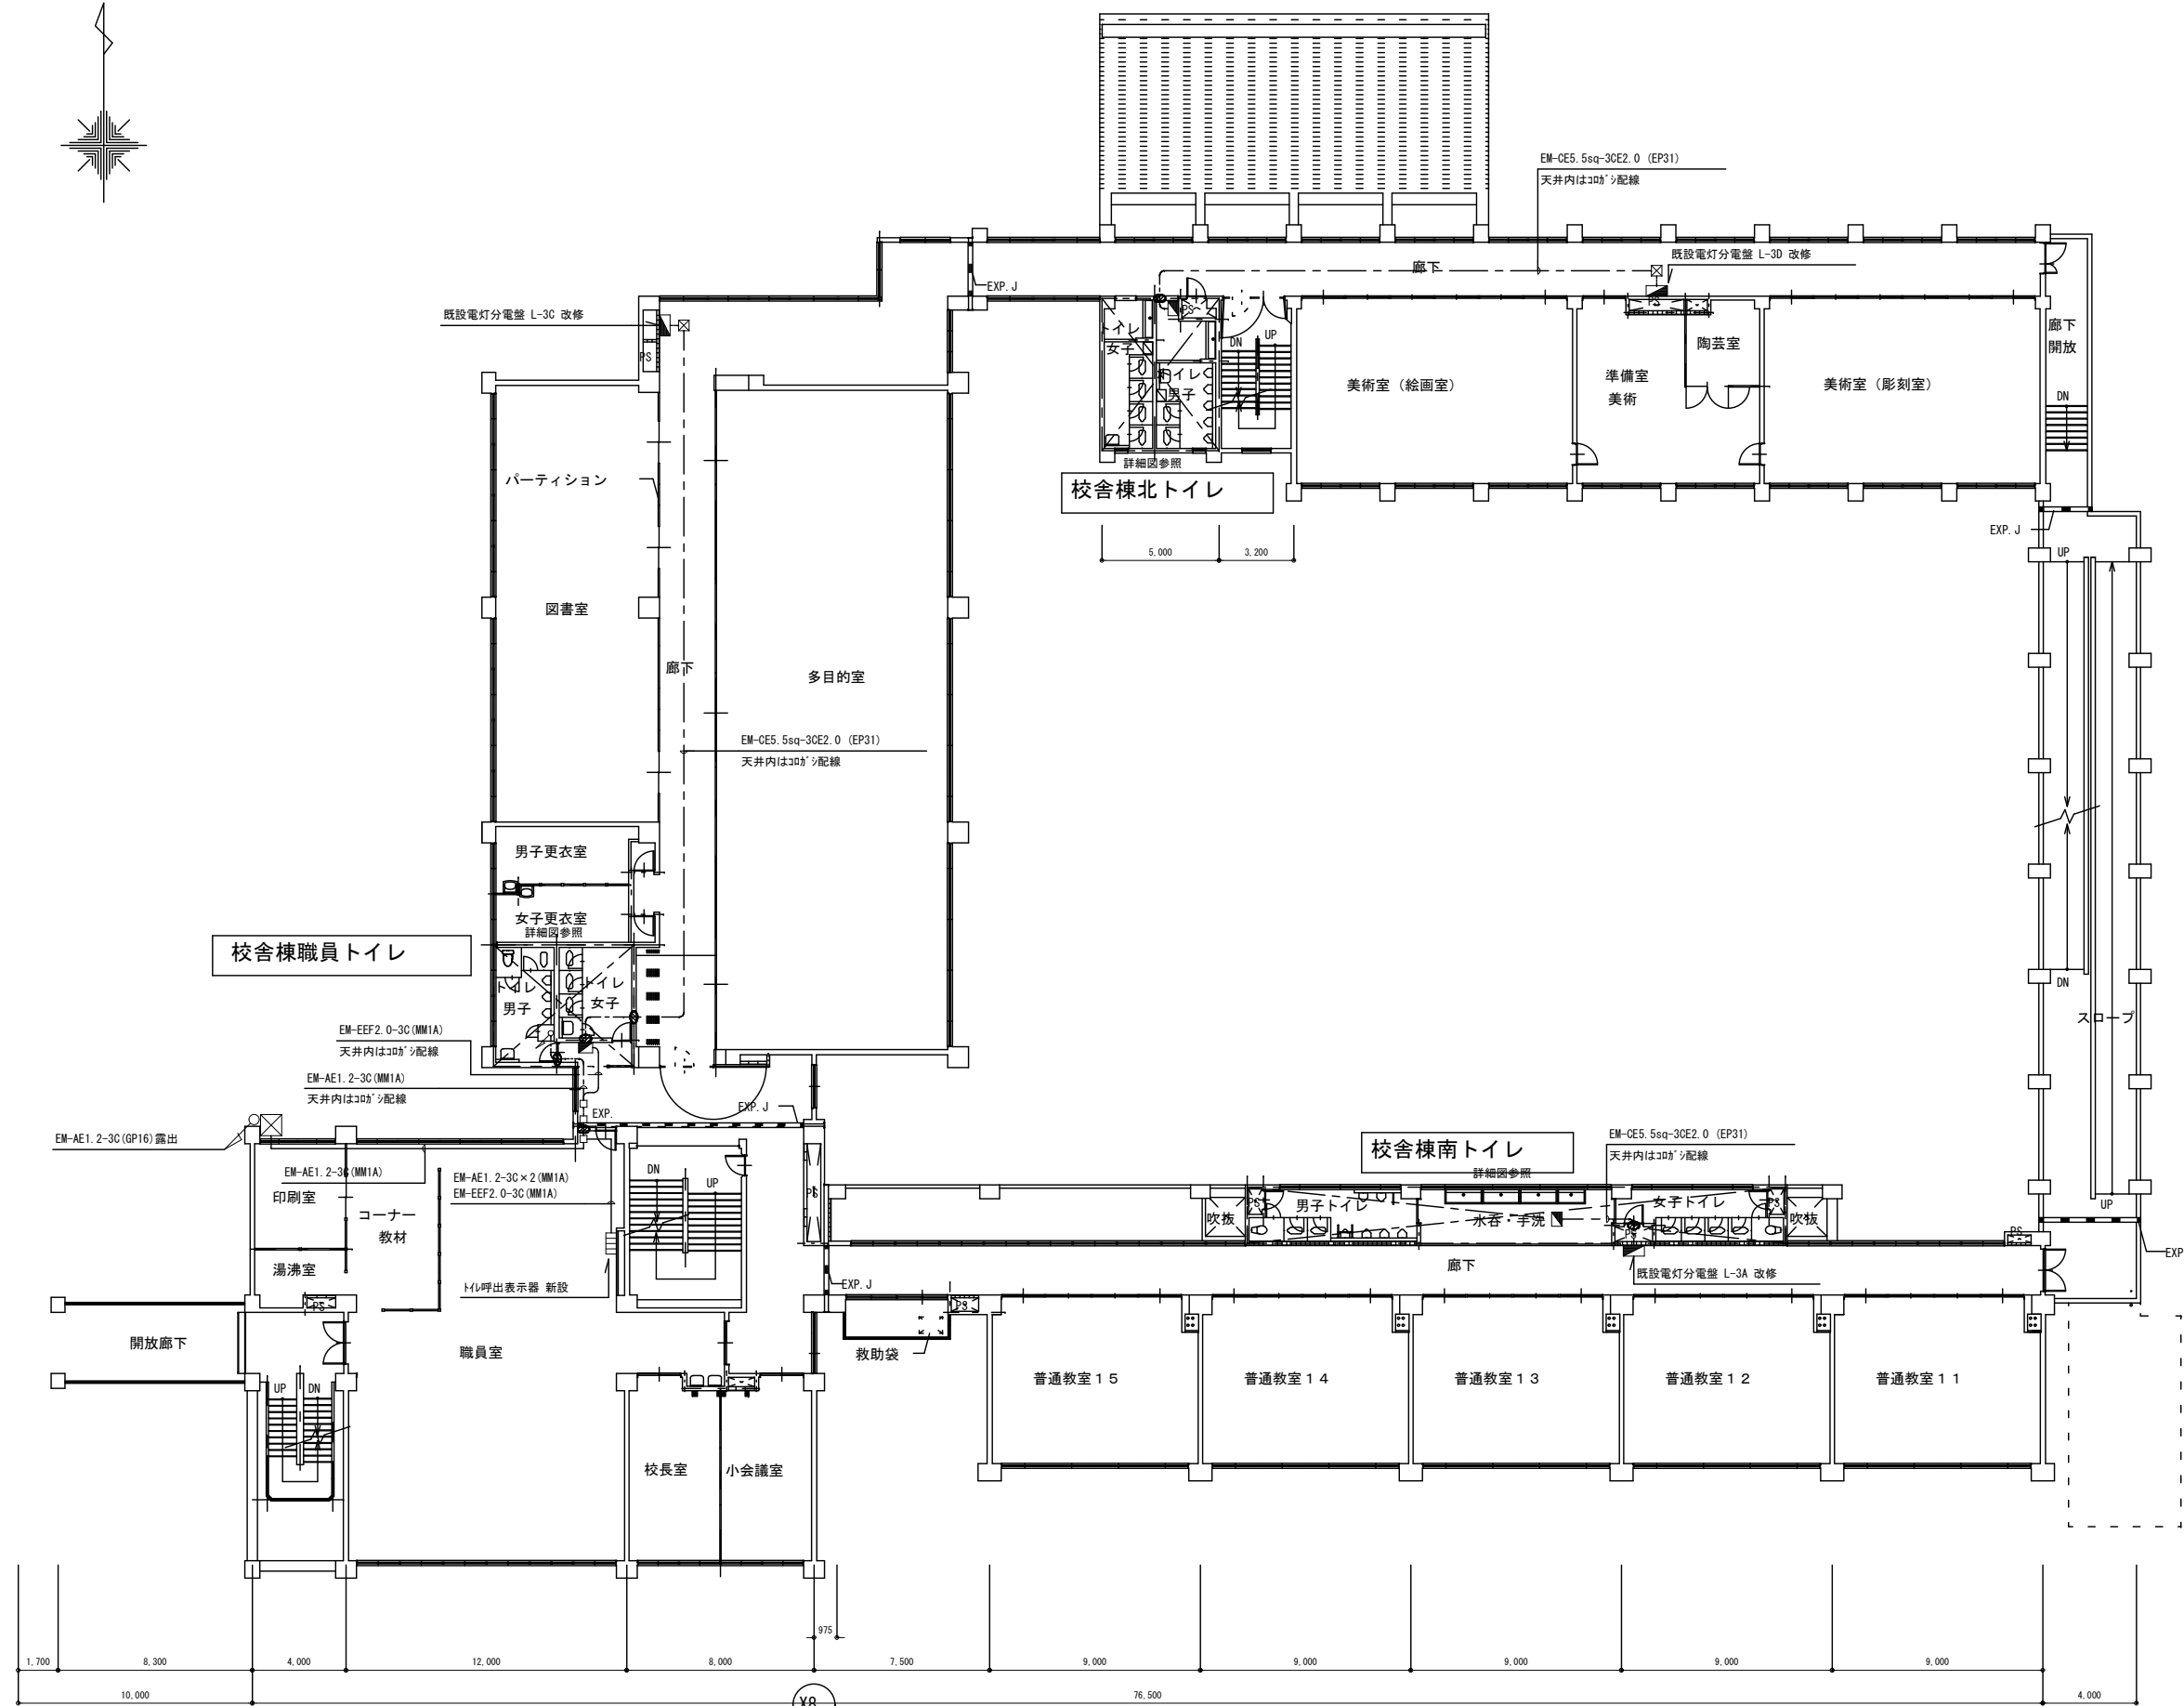 EM-CE5.5sq-3CE2.0 (EP31)
天井内はｺﾛｶﾞｼ配線
既設電灯分電盤 L-3D 改修
廊下
EXP.J
既設電灯分電盤 L-3C 改修
PS
PS
PS
トイレ
女子
トイレ
男子
DN
UP
詳細図参照
校舎棟北トイレ
5,000
3,200
美術室（絵画室）
準備室
美術
陶芸室
美術室（彫刻室）
廊下
開放
DN
EXP.J
UP
パーティション
図書室
廊下
多目的室
EM-CE5.5sq-3CE2.0 (EP31)
天井内はｺﾛｶﾞｼ配線
男子更衣室
女子更衣室
詳細図参照
校舎棟職員トイレ
トイレ
男子
トイレ
女子
DN
スロープ
UP
EM-EEF2.0-3C(MM1A)
天井内はｺﾛｶﾞｼ配線
EM-AE1.2-3C(MM1A)
天井内はｺﾛｶﾞｼ配線
EXP.
EXP.J
EM-AE1.2-3C(GP16)露出
EM-AE1.2-3C(MM1A)
EM-AE1.2-3C×2(MM1A)
EM-EEF2.0-3C(MM1A)
印刷室
コーナー
教材
湯沸室
PS
ﾄｲﾚ呼出表示器 新設
DN
UP
PS
校舎棟南トイレ
詳細図参照
EM-CE5.5sq-3CE2.0 (EP31)
天井内はｺﾛｶﾞｼ配線
吹抜
PS
男子トイレ
水呑・手洗
PS
女子トイレ
PS
吹抜
PS
EXP
廊下
既設電灯分電盤 L-3A 改修
EXP.J
PS
救助袋
開放廊下
職員室
UP
DN
校長室
小会議室
普通教室１５
普通教室１４
普通教室１３
普通教室１２
普通教室１１
975
1,700
8,300
4,000
12,000
8,000
7,500
9,000
9,000
9,000
9,000
9,000
10,000
X8
76,500
4,000